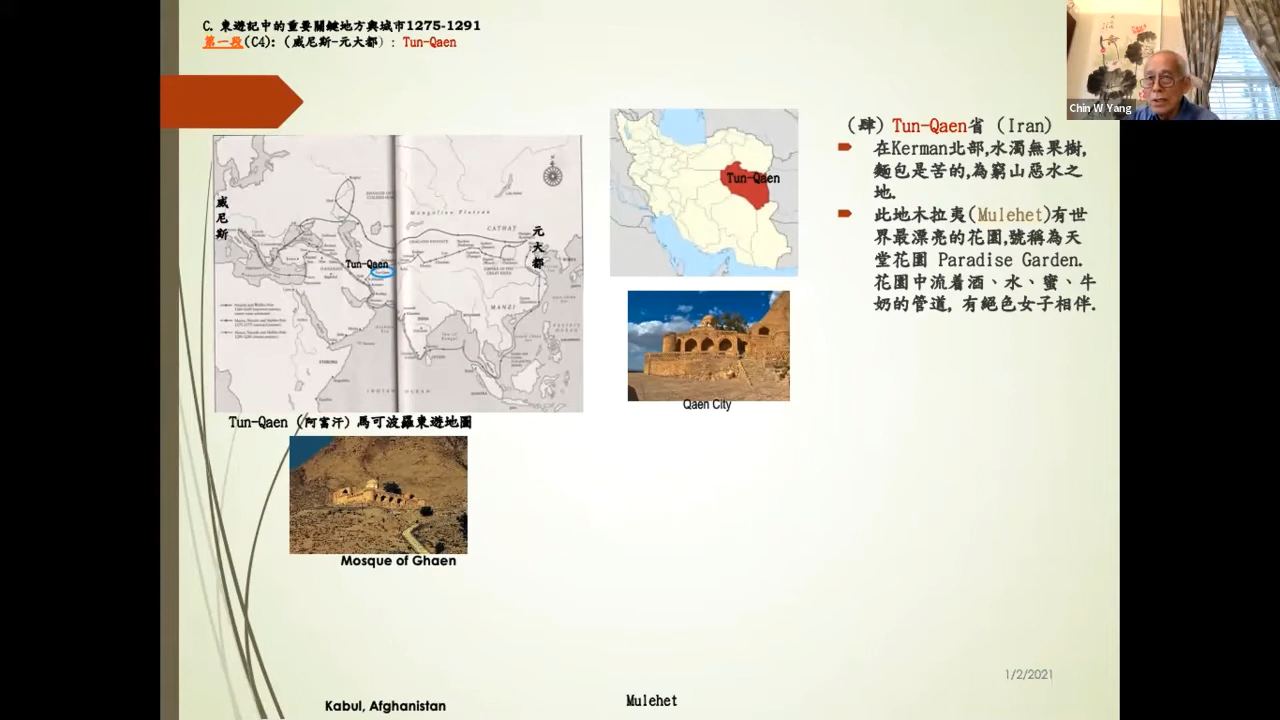 C. 東遊記中的重要關鍵地方與城市1275-1291
第一段(C4): (威尼斯-元大都) : Tun-Qaen
Chin W Yang
威尼斯
元大都
Tun-Qaen
Mongolian Plateau
CATHAY
MANZI
INDIA
Tun-Qaen (阿富汗) 馬可波羅東遊地圖
Mosque of Ghaen
Tun-Qaen
Qaen City
(肆) Tun-Qaen省 (Iran)
在Kerman北部,水濁無果樹,
麵包是苦的,為窮山惡水之
地.
此地木拉夷(Mulehet)有世
界最漂亮的花園,號稱為天
堂花園 Paradise Garden.
花園中流着酒、水、蜜、牛
奶的管道, 有絕色女子相伴.
1/2/2021
Kabul, Afghanistan
Mulehet